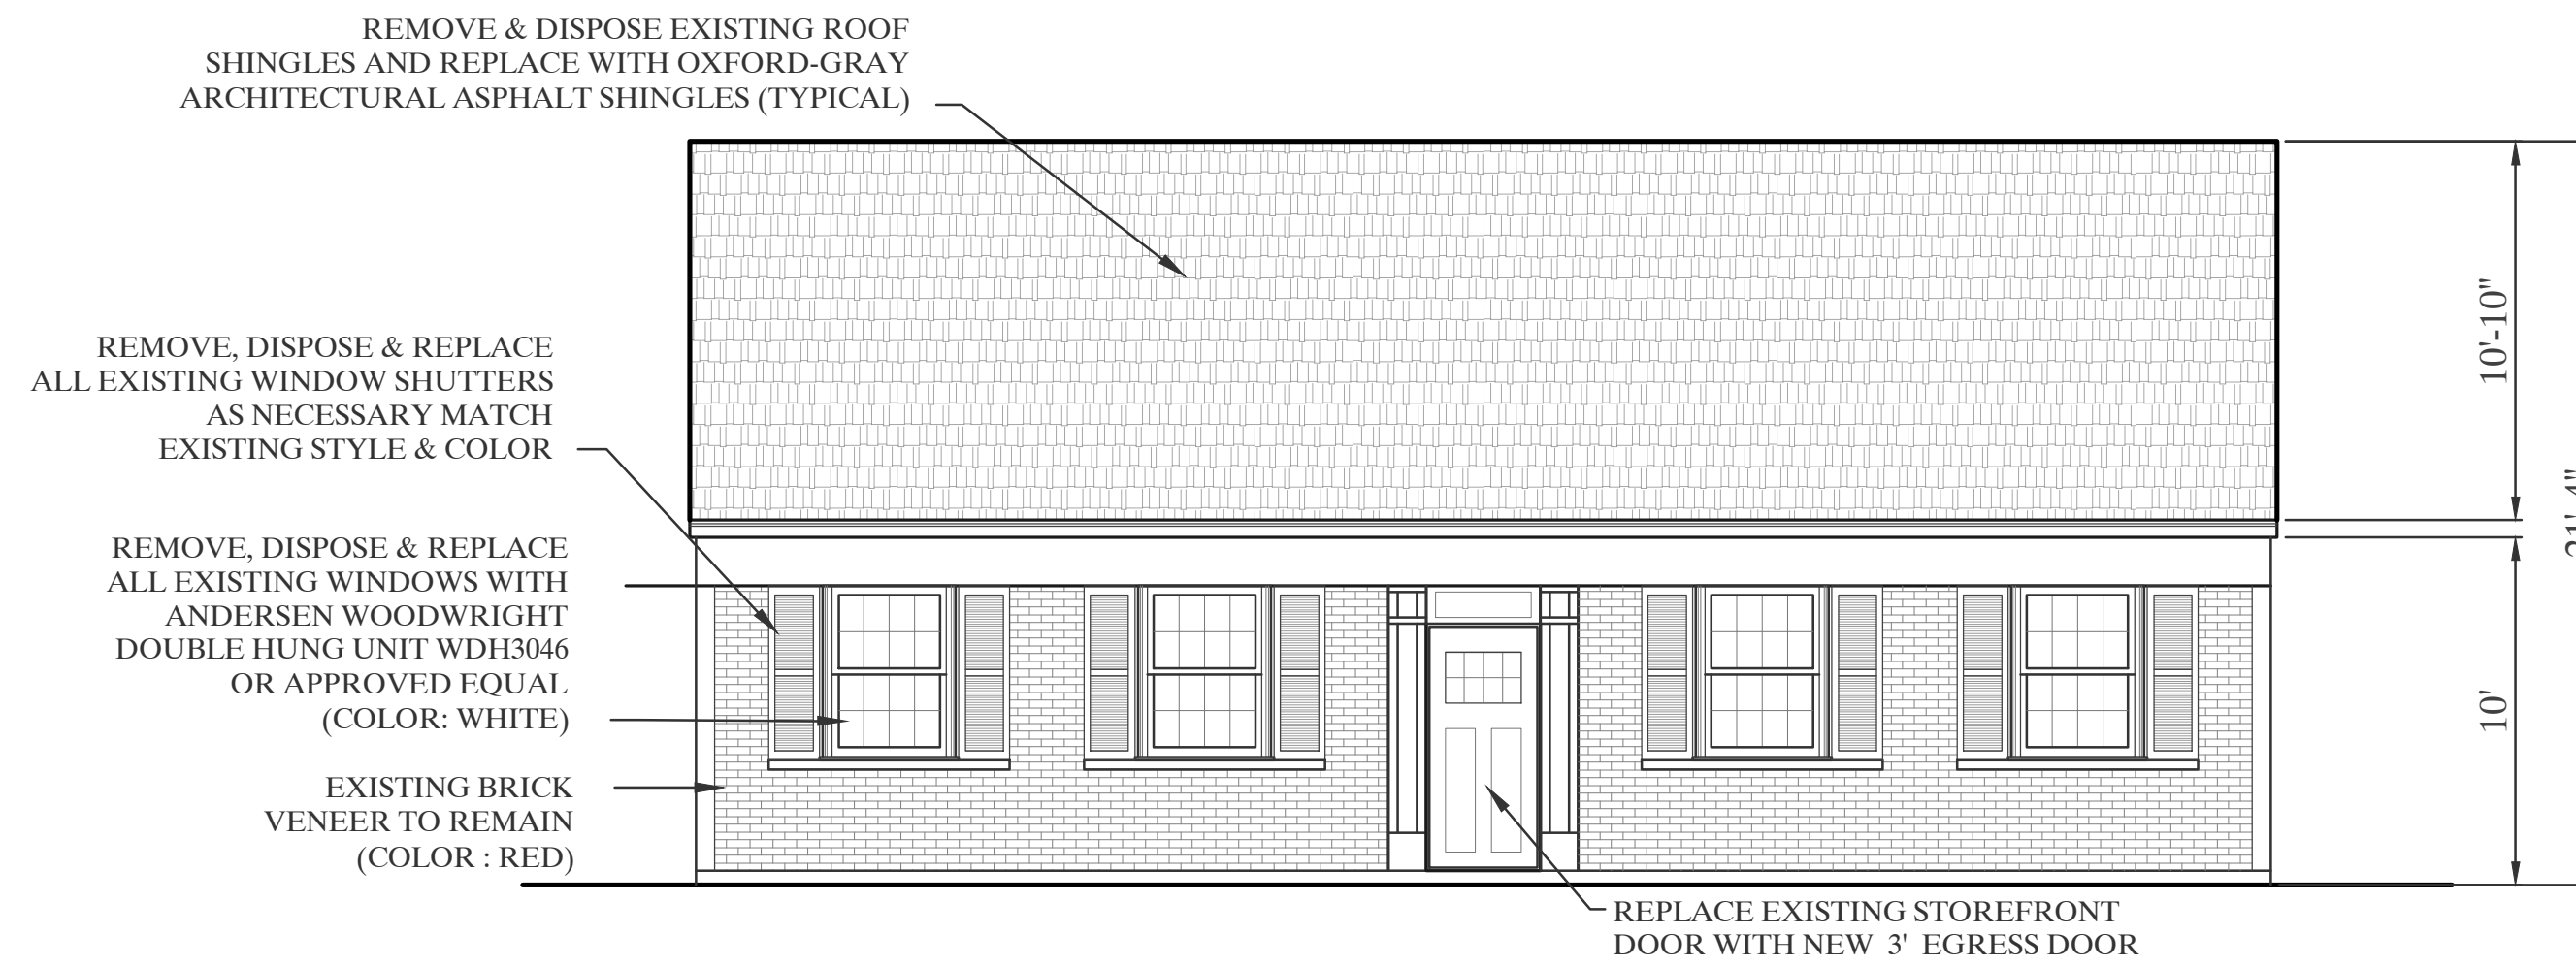 REMOVE & DISPOSE EXISTING ROOF
SHINGLES AND REPLACE WITH OXFORD-GRAY
ARCHITECTURAL ASPHALT SHINGLES (TYPICAL)
REMOVE, DISPOSE & REPLACE
ALL EXISTING WINDOW SHUTTERS
AS NECESSARY MATCH
EXISTING STYLE & COLOR
REMOVE, DISPOSE & REPLACE
ALL EXISTING WINDOWS WITH
ANDERSEN WOODWRIGHT
DOUBLE HUNG UNIT WDH3046
OR APPROVED EQUAL
(COLOR: WHITE)
EXISTING BRICK
VENEER TO REMAIN
(COLOR : RED)
REPLACE EXISTING STOREFRONT
DOOR WITH NEW 3' EGRESS DOOR
10'-10"
10'